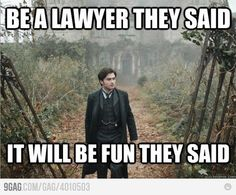 BE A LAWYER THEY SAID
IT WILL BE FUN THEY SAID
9GAG.COM/GAG/4010503